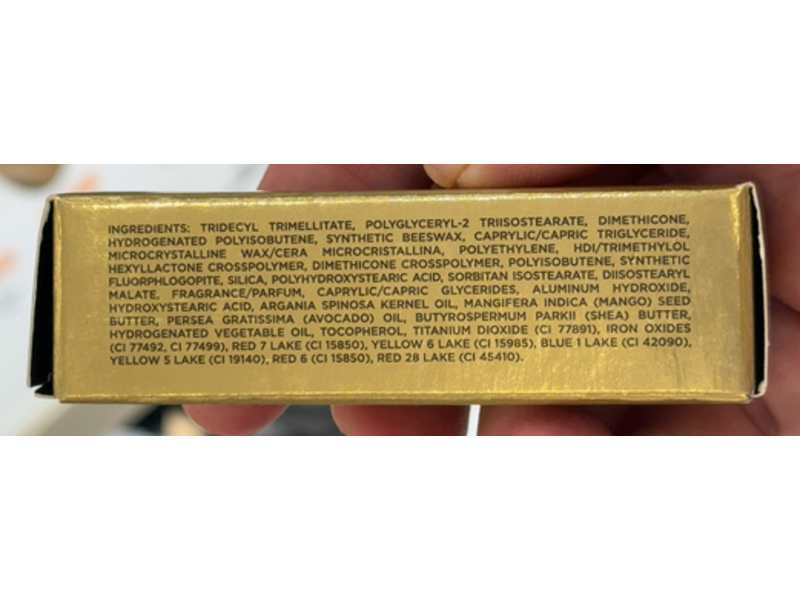 INGREDIENTS: TRIDECYL TRIMELLITATE, POLYGLYCERYL-2 TRIISOSTEARATE, DIMETHICONE,
HYDROGENATED POLYISOBUTENE, SYNTHETIC BEESWAX, CAPRYLIC/CAPRIC TRIGLYCERIDE,
MICROCRYSTALLINE WAX/CERA MICROCRISTALLINA, POLYETHYLENE, HDI/TRIMETHYLOL
HEXYLLACTONE CROSSPOLYMER, DIMETHICONE CROSSPOLYMER, POLYISOBUTENE, SYNTHETIC
FLUORPHLOGOPITE, SILICA, POLYHYDROXYSTEARIC ACID, SORBITAN ISOSTEARATE, DIISOSTEARYL
MALATE, FRAGRANCE/PARFUM, CAPRYLIC/CAPRIC GLYCERIDES, ALUMINUM HYDROXIDE,
HYDROXYSTEARIC ACID, ARGANIA SPINOSA KERNEL OIL, MANGIFERA INDICA (MANGO) SEED
BUTTER, PERSEA GRATISSIMA (AVOCADO) OIL, BUTYROSPERMUM PARKII (SHEA) BUTTER,
HYDROGENATED VEGETABLE OIL, TOCOPHEROL, TITANIUM DIOXIDE (CI 77891), IRON OXIDES
(CI 77492, CI 77499), RED 7 LAKE (CI 15850), YELLOW 6 LAKE (CI 15985), BLUE 1 LAKE (CI 42090),
YELLOW 5 LAKE (CI 19140), RED 6 (CI 15850), RED 28 LAKE (CI 45410).